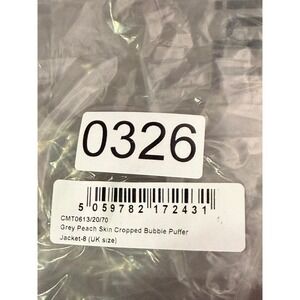 0326
5 059782 172431
CMT0613/20/70
Grey Peach Skin Cropped Bubble Puffer
Jacket-8 (UK size)